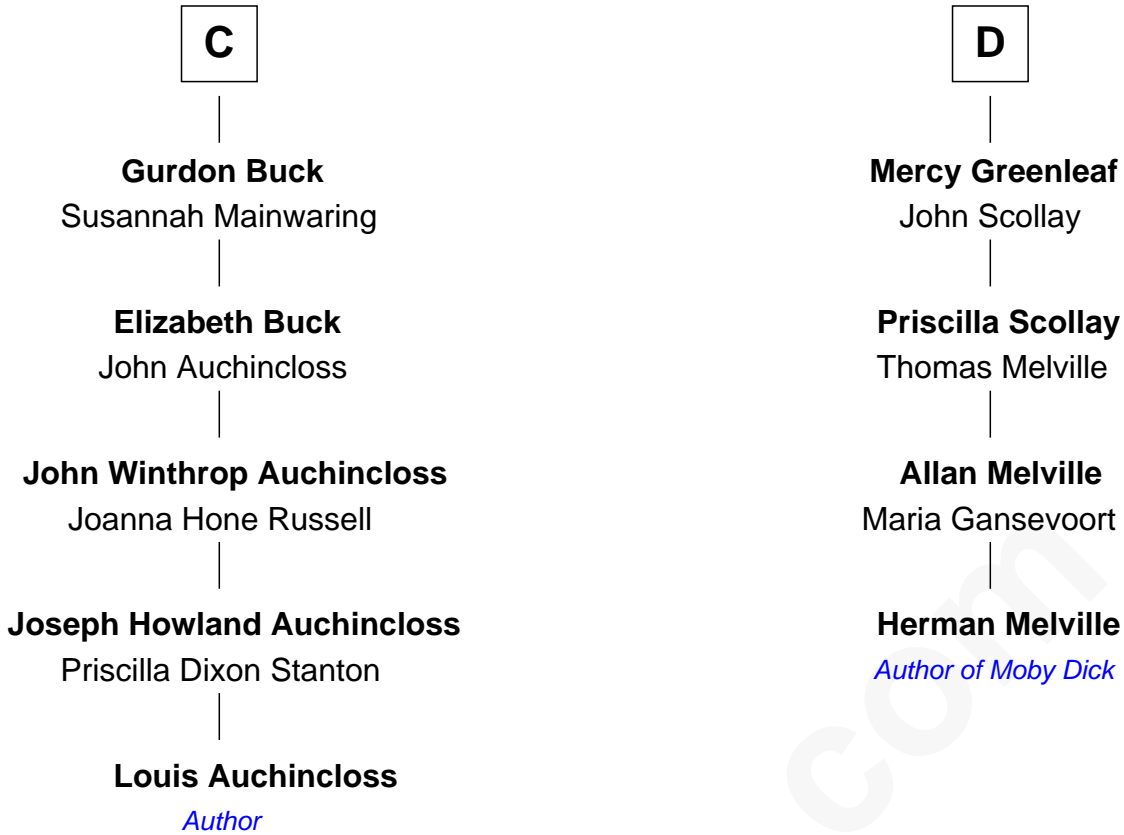 C
Gurdon Buck
Susannah Mainwaring
Elizabeth Buck
John Auchincloss
John Winthrop Auchincloss
Joanna Hone Russell
Joseph Howland Auchincloss
Priscilla Dixon Stanton
Louis Auchincloss
Author
D
Mercy Greenleaf
John Scollay
Priscilla Scollay
Thomas Melville
Allan Melville
Maria Gansevoort
Herman Melville
Author of Moby Dick
com